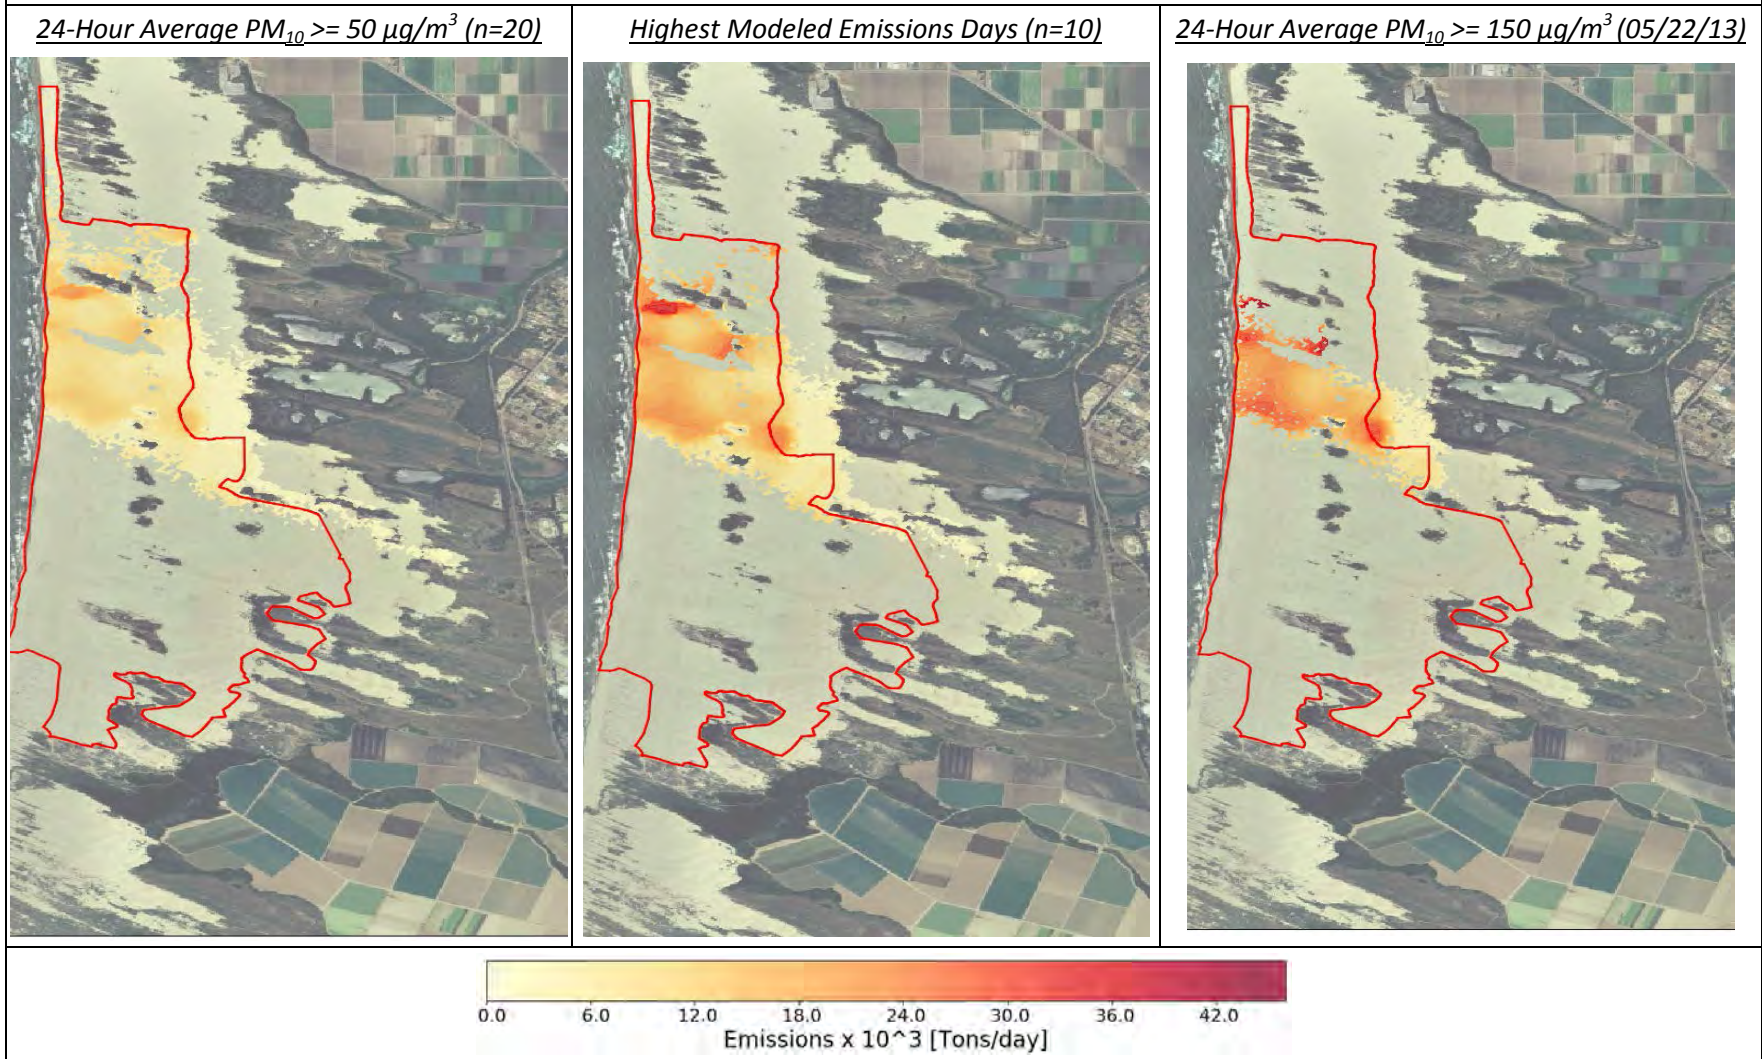 24-Hour Average PM10 >= 50 µg/m3 (n=20)
Highest Modeled Emissions Days (n=10)
24-Hour Average PM10 >= 150 µg/m3 (05/22/13)
0.0 6.0 12.0 18.0 24.0 30.0 36.0 42.0
Emissions x 10^3 [Tons/day]